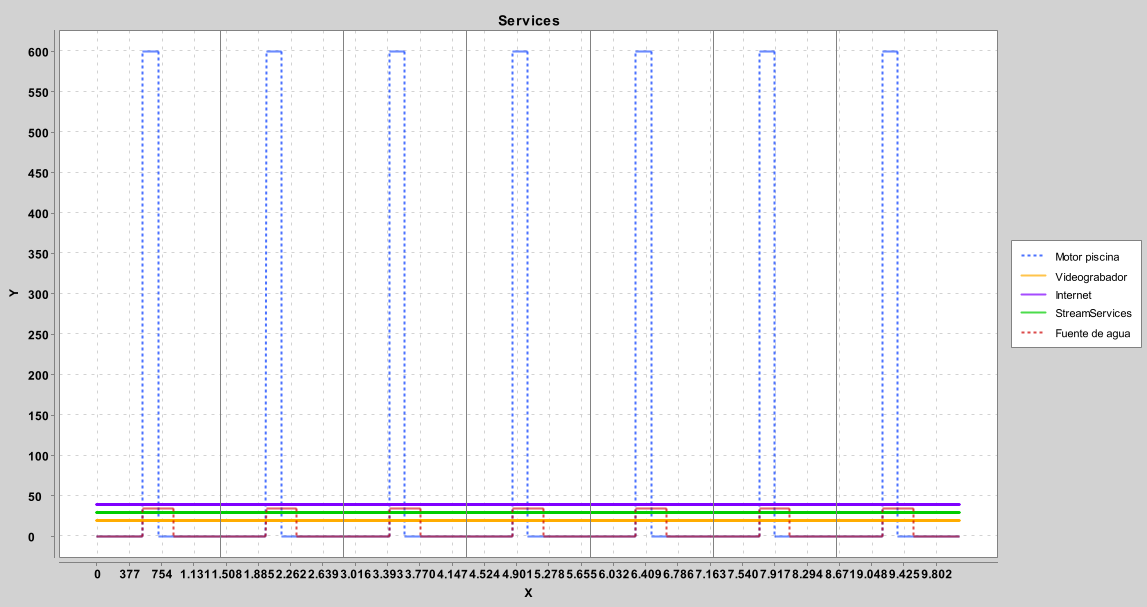 Services
600
550
500
450
400
350
300
250
200
150
100
50
0
Y
0 377 754 1.131 1.508 1.885 2.262 2.639 3.016 3.393 3.770 4.147 4.524 4.901 5.278 5.655 6.032 6.409 6.786 7.163 7.540 7.917 8.294 8.671 9.048 9.425 9.802
X
Motor piscina
Videograbador
Internet
StreamServices
Fuente de agua